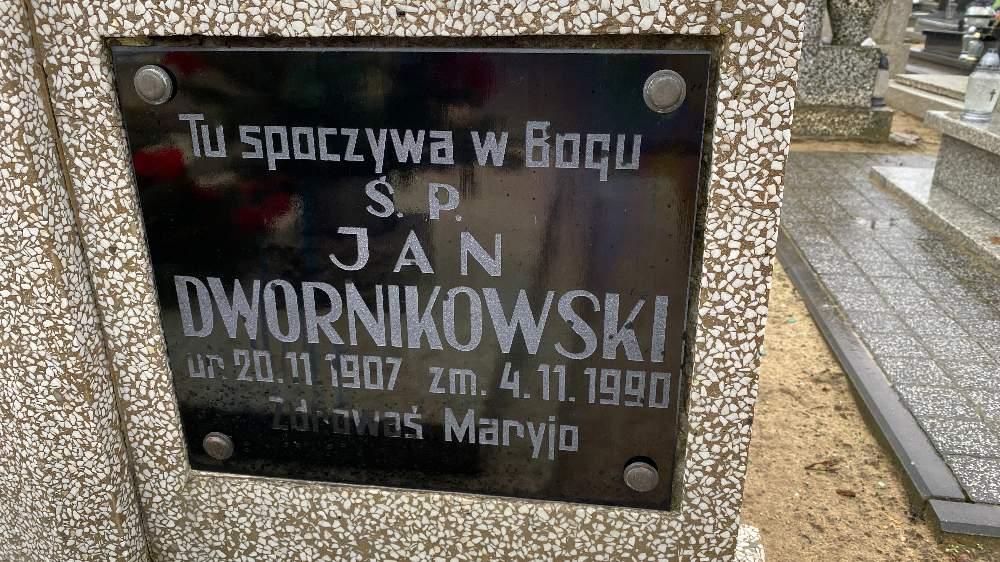 Tu spoczywa w Bogu
Ś. P.
JAN
DWORNIKOWSKI
ur 20.11 1907 zm. 4.11.1990
Zdrowaś Maryjo